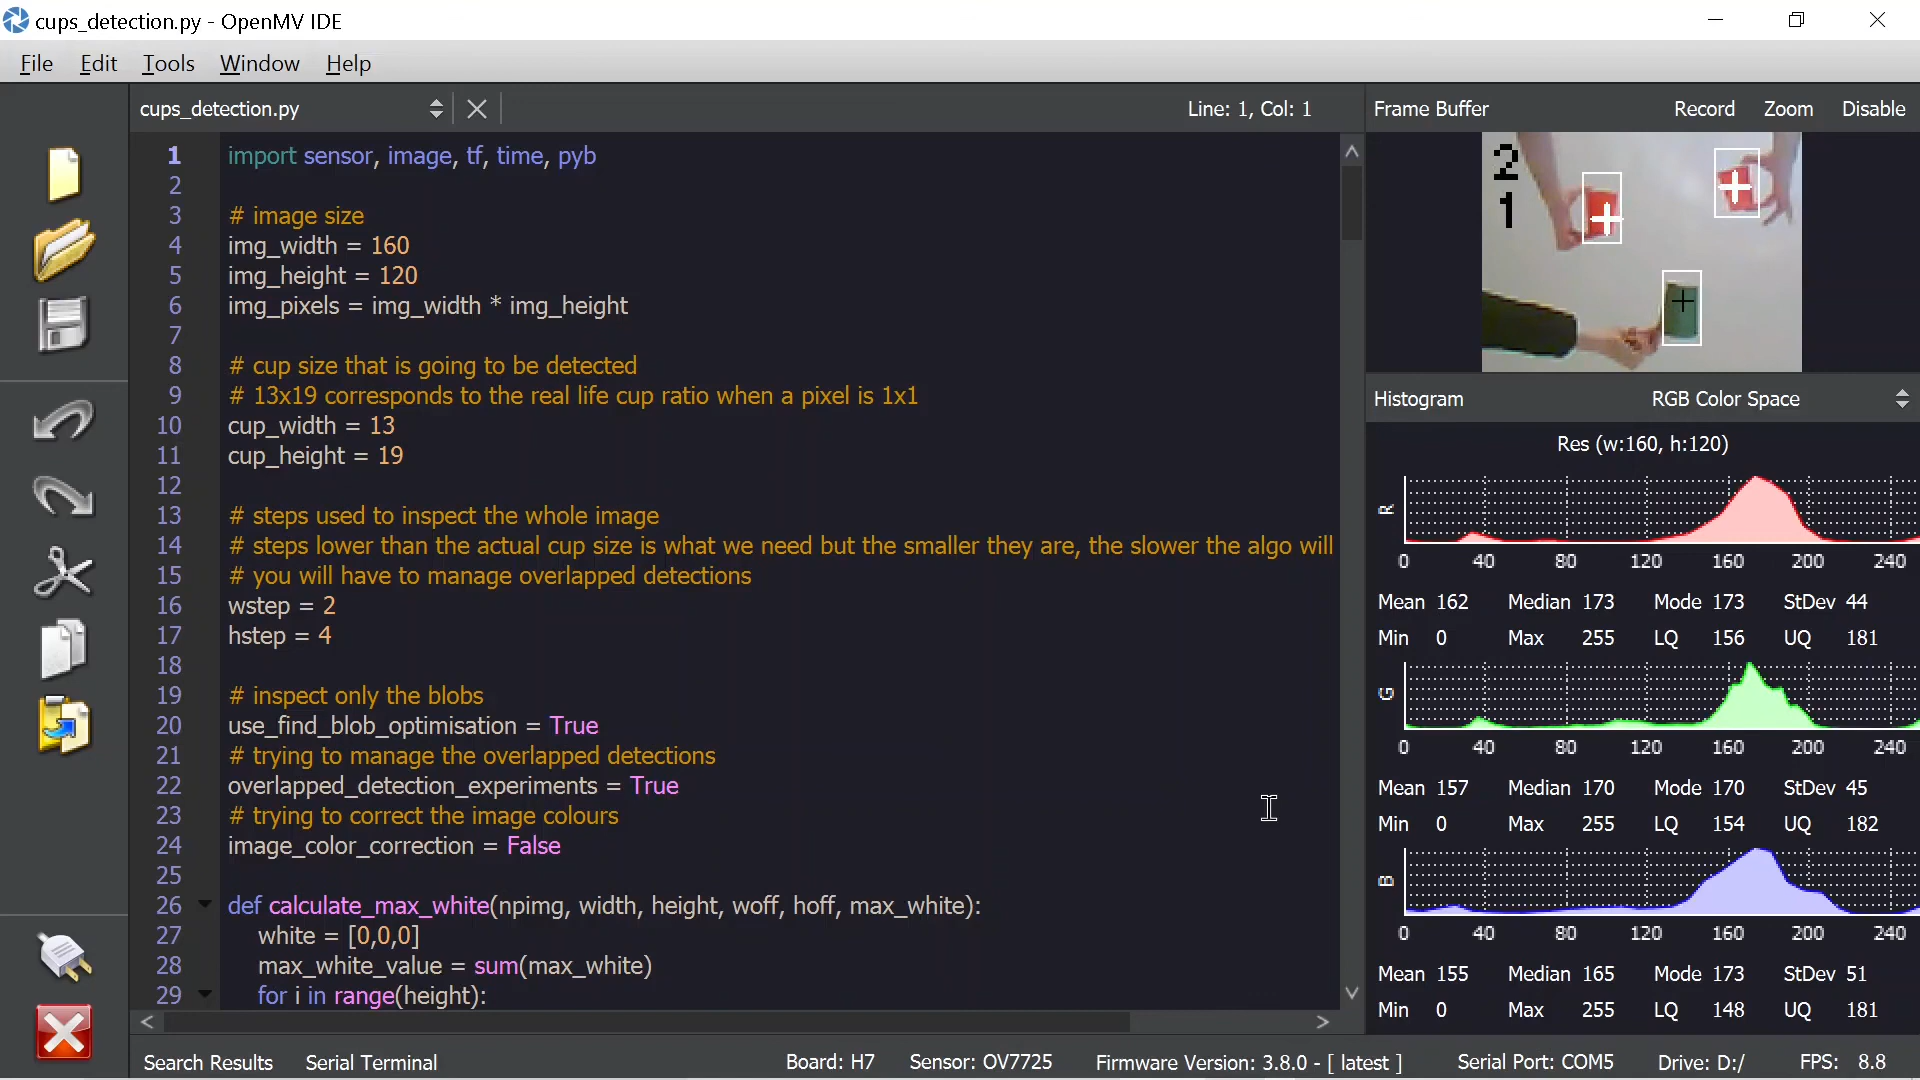 cups_detection.py - OpenMV IDE
File Edit Tools Window Help
cups_detection.py
Line: 1, Col: 1
1 import sensor, image, tf, time, pyb
2
3 # image size
4 img_width = 160
5 img_height = 120
6 img_pixels = img_width * img_height
7
8 # cup size that is going to be detected
9 # 13x19 corresponds to the real life cup ratio when a pixel is 1x1
10 cup_width = 13
11 cup_height = 19
12
13 # steps used to inspect the whole image
14 # steps lower than the actual cup size is what we need but the smaller they are, the slower the algo will
15 # you will have to manage overlapped detections
16 wstep = 2
17 hstep = 4
18
19 # inspect only the blobs
20 use_find_blob_optimisation = True
21 # trying to manage the overlapped detections
22 overlapped_detection_experiments = True
23 # trying to correct the image colours
24 image_color_correction = False
25
26 def calculate_max_white(npimg, width, height, woff, hoff, max_white):
27 white = [0,0,0]
28 max_white_value = sum(max_white)
29 for i in range(height):
Frame Buffer Record Zoom Disable
2
1
Histogram RGB Color Space
Res (w:160, h:120)
R
0 40 80 120 160 200 240
Mean 162 Median 173 Mode 173 StDev 44
Min 0 Max 255 LQ 156 UQ 181
G
0 40 80 120 160 200 240
Mean 157 Median 170 Mode 170 StDev 45
Min 0 Max 255 LQ 154 UQ 182
B
0 40 80 120 160 200 240
Mean 155 Median 165 Mode 173 StDev 51
Min 0 Max 255 LQ 148 UQ 181
Search Results Serial Terminal Board: H7 Sensor: OV7725 Firmware Version: 3.8.0 - [ latest ] Serial Port: COM5 Drive: D:/ FPS: 8.8